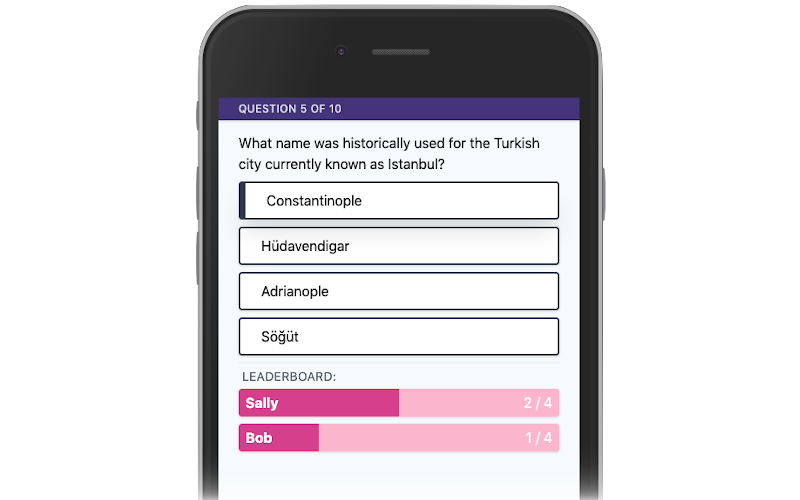 QUESTION 5 OF 10
What name was historically used for the Turkish
city currently known as Istanbul?
Constantinople
Hüdavendigar
Adrianople
Söğüt
LEADERBOARD:
Sally 2 / 4
Bob 1 / 4